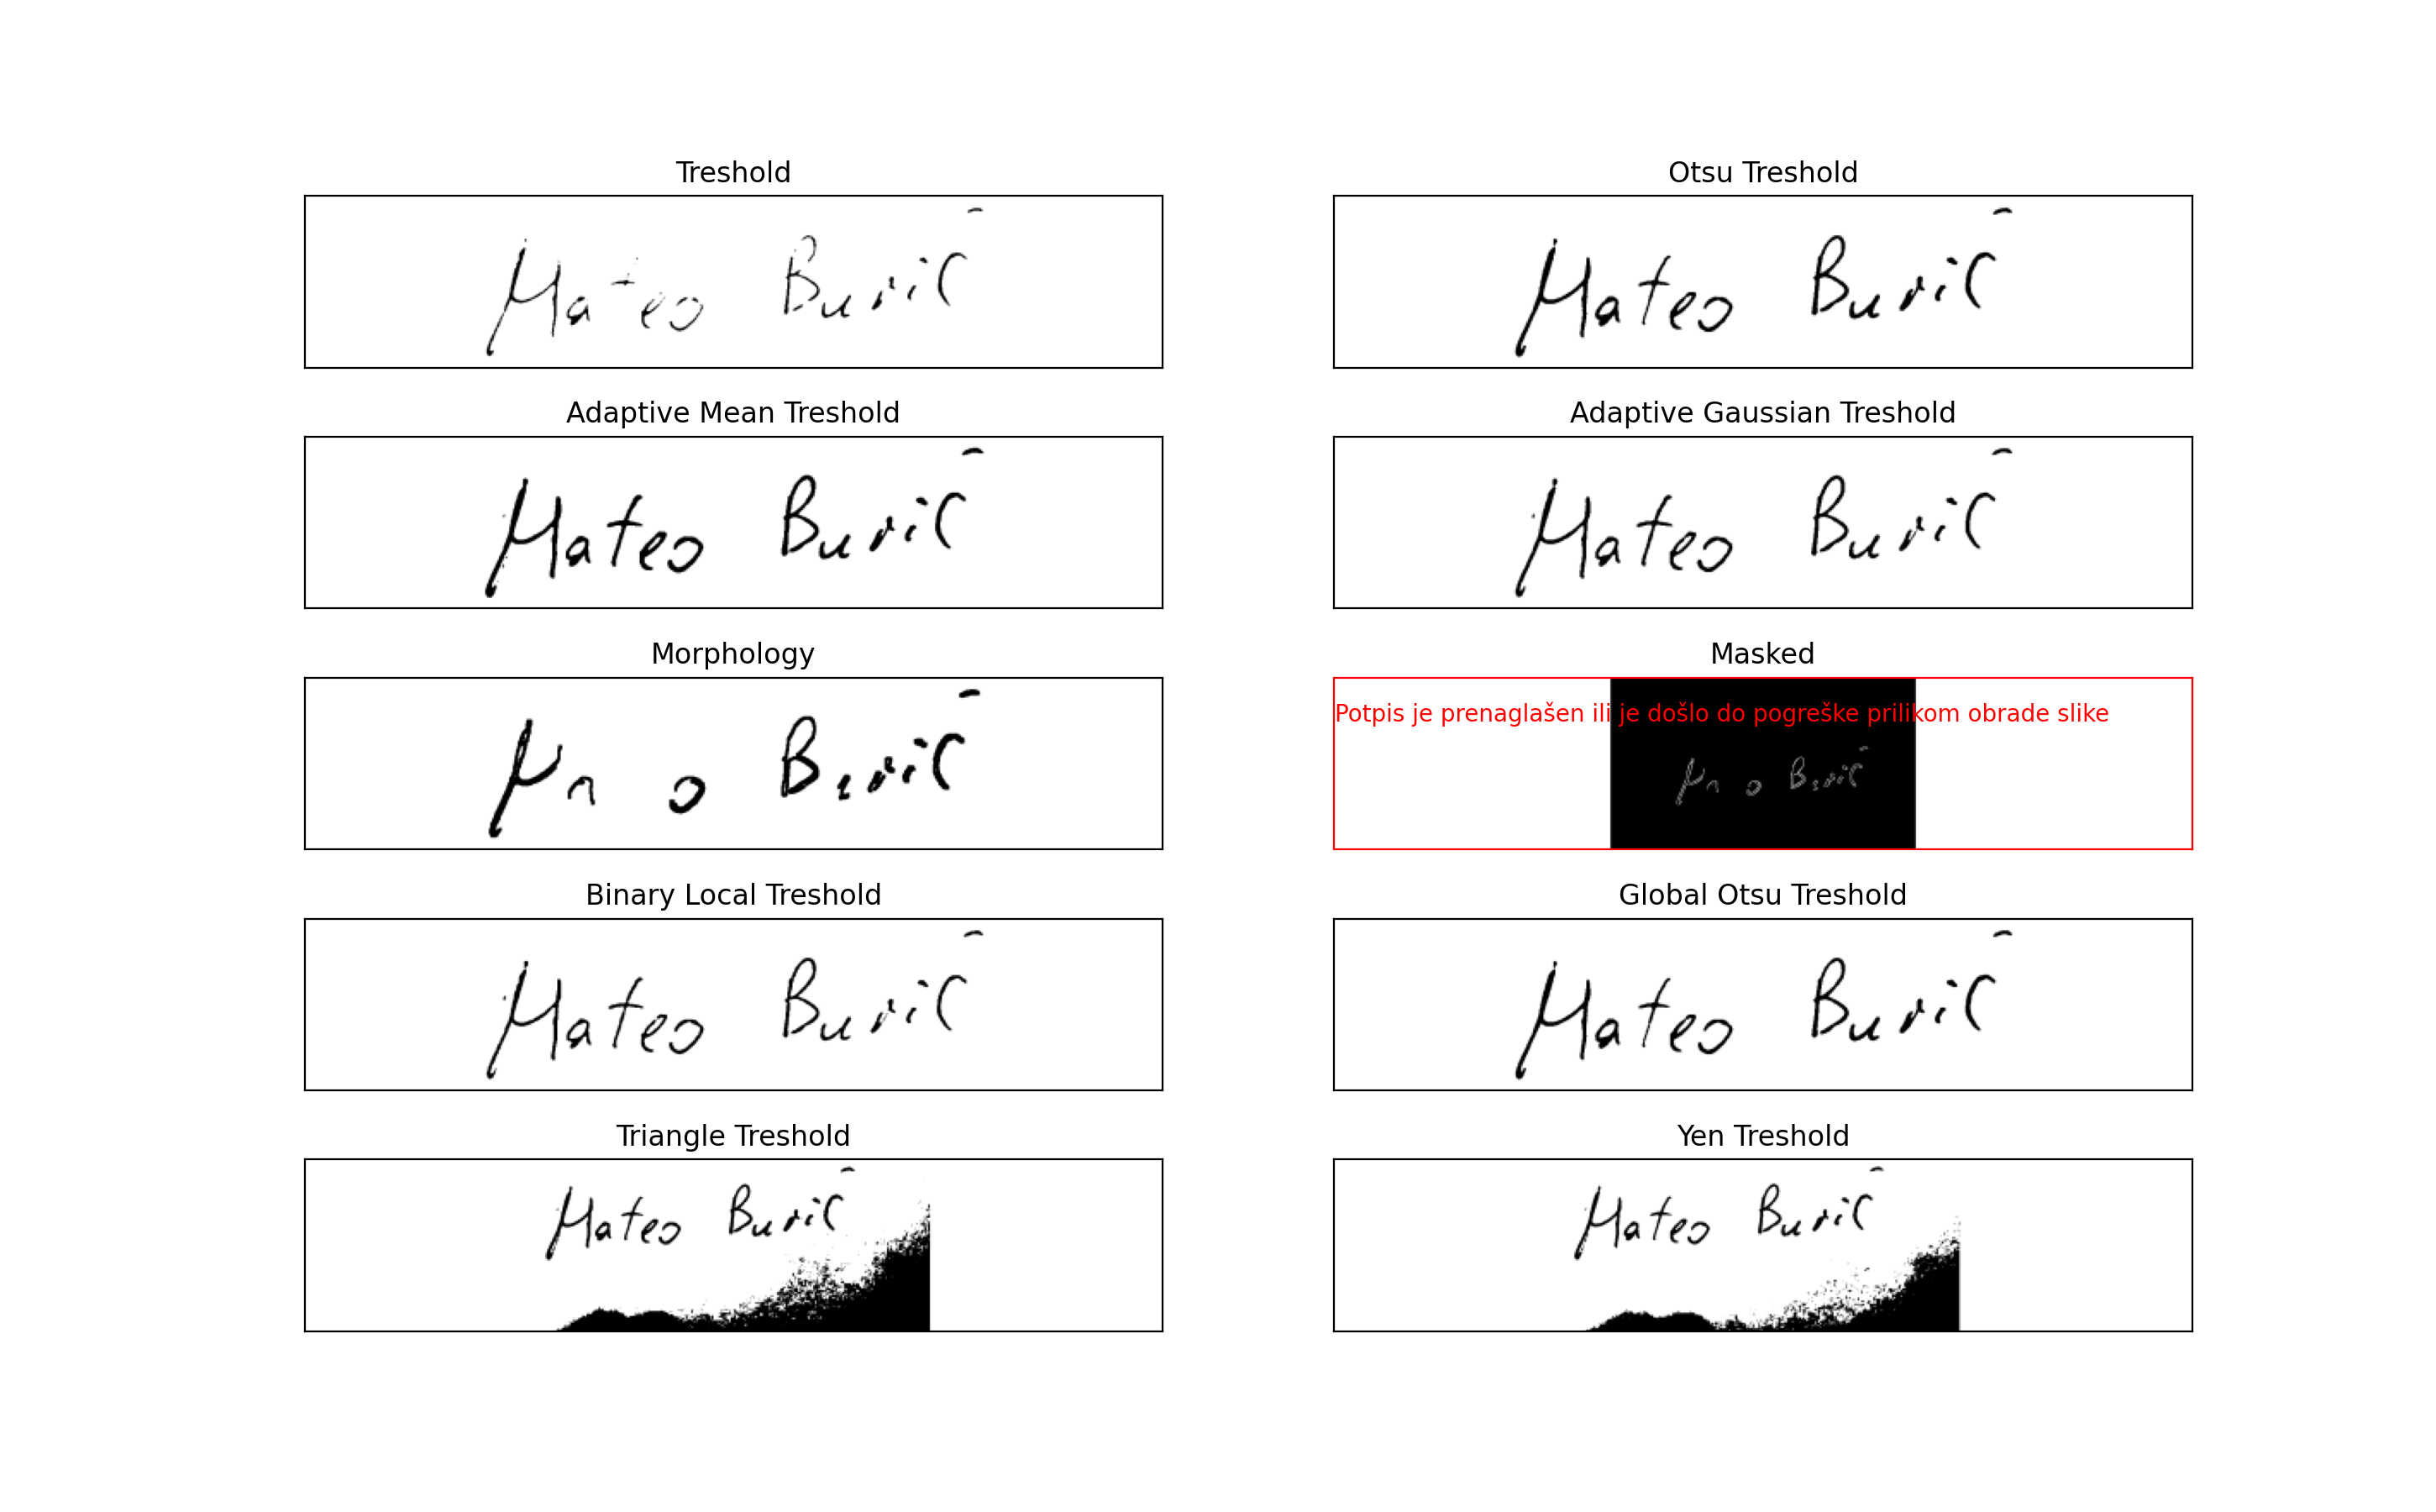 Treshold
Mateo Burić
Otsu Treshold
Mateo Burić
Adaptive Mean Treshold
Mateo Burić
Adaptive Gaussian Treshold
Mateo Burić
Morphology
o Burić
Masked
Potpis je prenaglašen ili je došlo do pogreške prilikom obrade slike
Binary Local Treshold
Mateo Burić
Global Otsu Treshold
Mateo Burić
Triangle Treshold
Mateo Burić
Yen Treshold
Mateo Burić